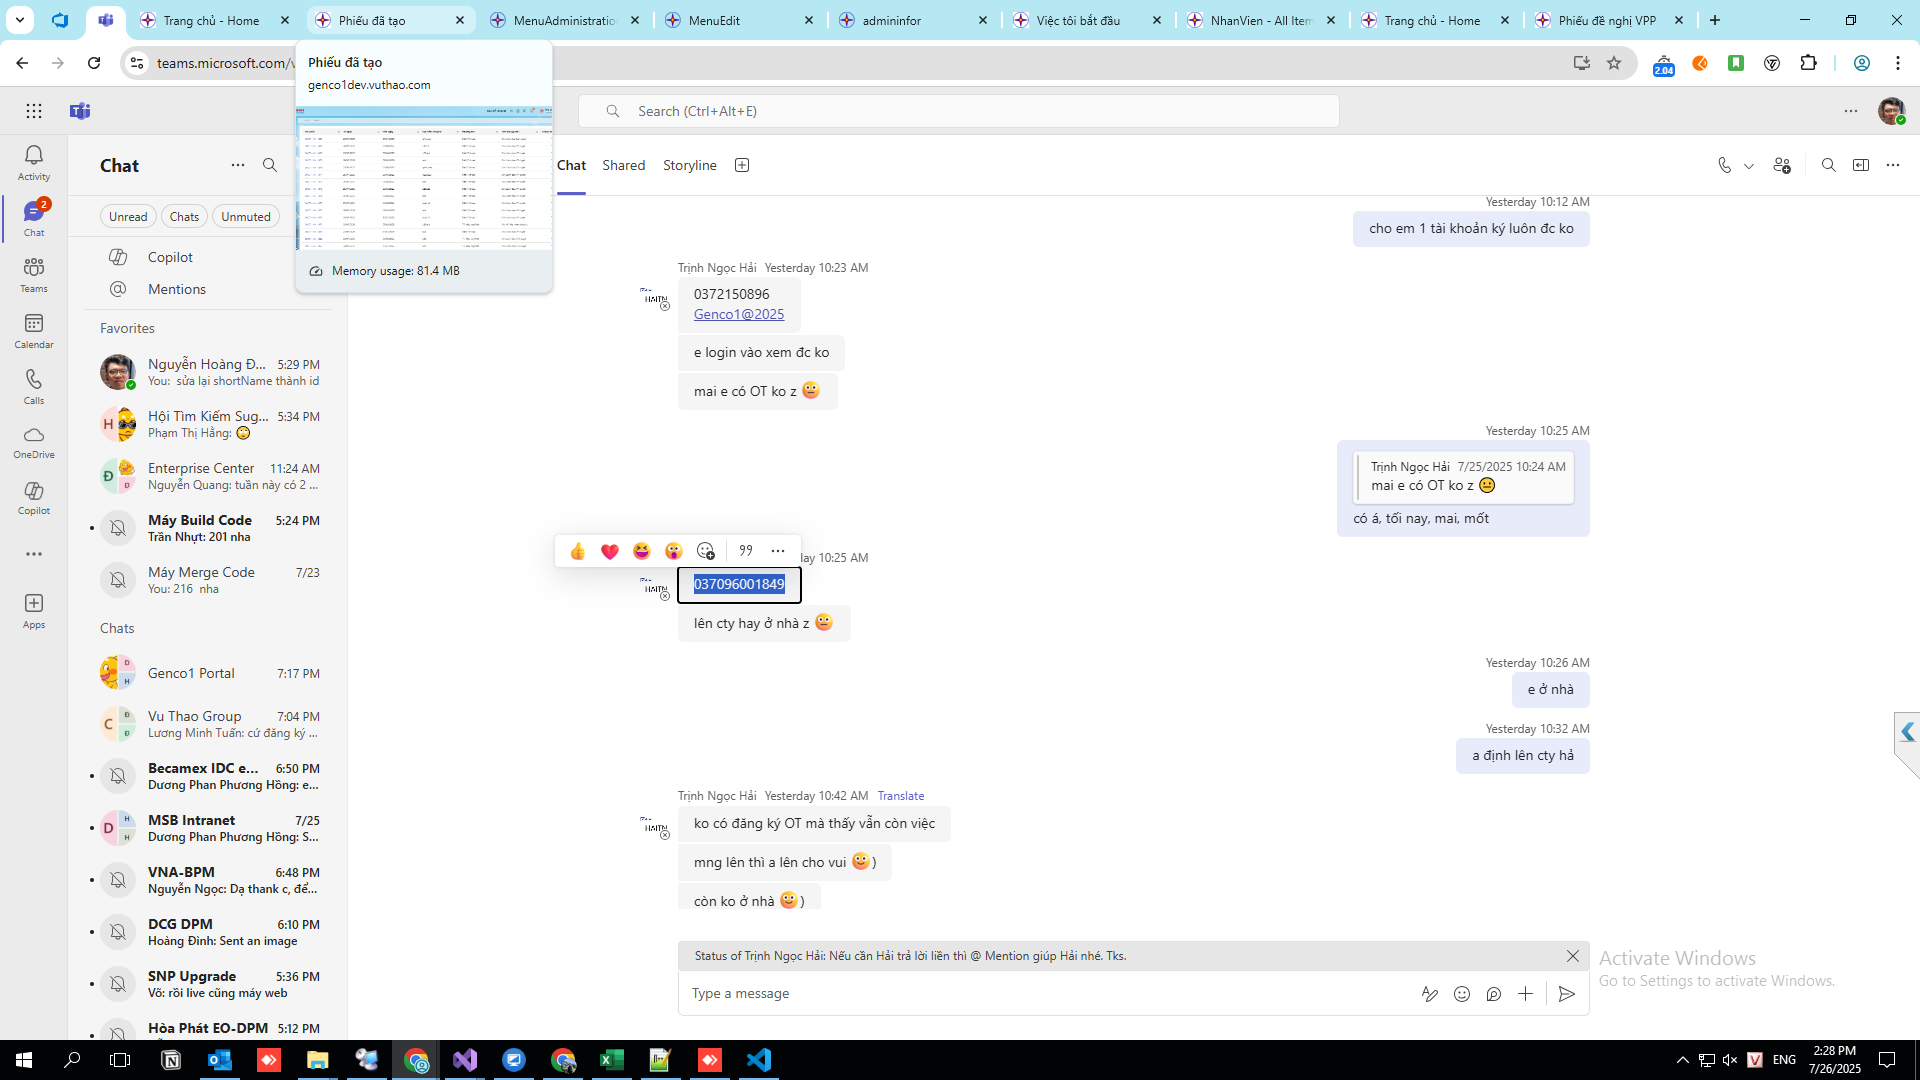 Trang chủ - Home
Phiếu đã tạo
MenuAdministratio
MenuEdit
admininfor
Việc tôi bắt đầu
NhanVien - All Item
Trang chủ - Home
Phiếu đề nghị VPP
teams.microsoft.com/v
2.04
Phiếu đã tạo
genco1dev.vuthao.com
Memory usage: 81.4 MB
Search (Ctrl+Alt+E)
Activity
2
Chat
Teams
Calendar
Calls
OneDrive
Copilot
Apps
Chat
Unread
Chats
Unmuted
Copilot
Mentions
Favorites
Nguyễn Hoàng Đ... 5:29 PM
You: sửa lại shortName thành id
Hội Tìm Kiếm Sug... 5:34 PM
Phạm Thị Hằng:
Enterprise Center 11:24 AM
Nguyễn Quang: tuần này có 2 ...
Máy Build Code 5:24 PM
Trần Nhựt: 201 nha
Máy Merge Code 7/23
You: 216 nha
Chats
Genco1 Portal 7:17 PM
Vu Thao Group 7:04 PM
Lương Minh Tuấn: cứ đăng ký ...
Becamex IDC e... 6:50 PM
Dương Phan Phương Hồng: e...
MSB Intranet 7/25
Dương Phan Phương Hồng: S...
VNA-BPM 6:48 PM
Nguyễn Ngọc: Dạ thank c, để...
DCG DPM 6:10 PM
Hoàng Đình: Sent an image
SNP Upgrade 5:36 PM
Võ: rồi live cũng máy web
Hòa Phát EO-DPM 5:12 PM
Chat
Shared
Storyline
Yesterday 10:12 AM
cho em 1 tài khoản ký luôn đc ko
Trịnh Ngọc Hải Yesterday 10:23 AM
HAITN
0372150896
Genco1@2025
e login vào xem đc ko
mai e có OT ko z
Yesterday 10:25 AM
Trịnh Ngọc Hải 7/25/2025 10:24 AM
mai e có OT ko z
có á, tối nay, mai, mốt
ay 10:25 AM
HAITN
037096001849
lên cty hay ở nhà z
Yesterday 10:26 AM
e ở nhà
Yesterday 10:32 AM
a định lên cty hả
Trịnh Ngọc Hải Yesterday 10:42 AM Translate
HAITN
ko có đăng ký OT mà thấy vẫn còn việc
mng lên thì a lên cho vui )
còn ko ở nhà )
Status of Trịnh Ngọc Hải: Nếu cần Hải trả lời liền thì @ Mention giúp Hải nhé. Tks.
Type a message
Activate Windows
Go to Settings to activate Windows.
ENG
2:28 PM
7/26/2025